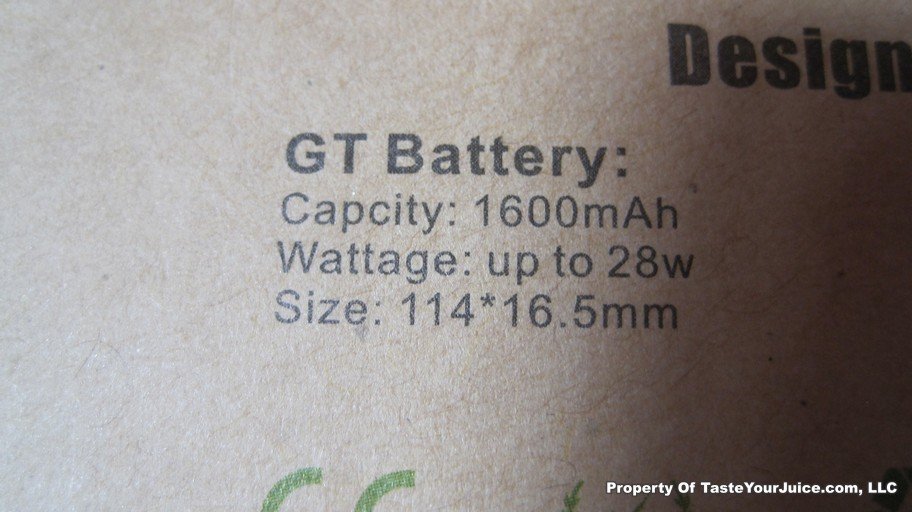 Design
GT Battery:
Capcity: 1600mAh
Wattage: up to 28w
Size: 114*16.5mm
Property Of TasteYourJuice.com, LLC